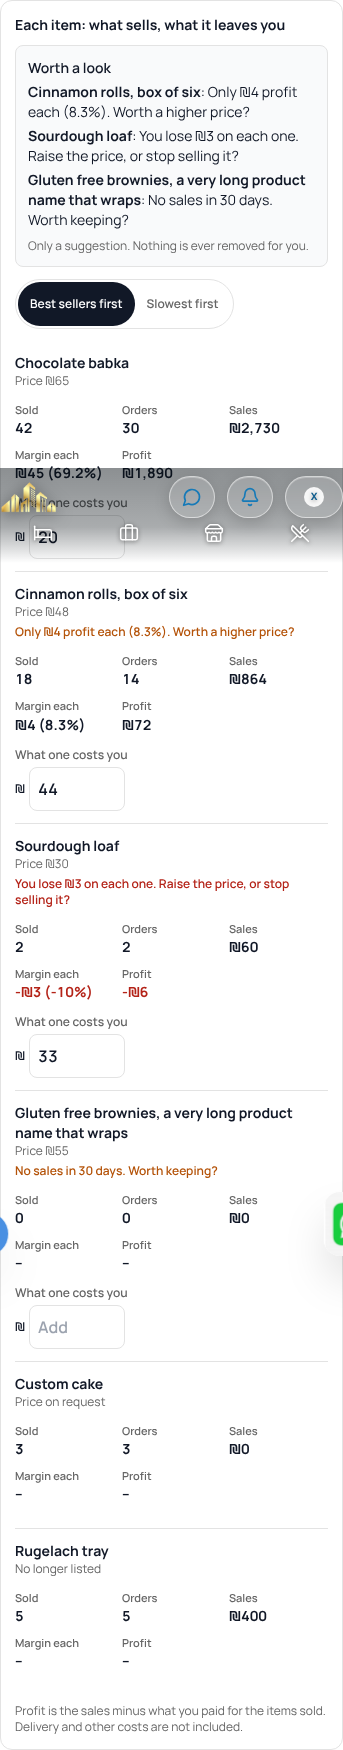 Each item: what sells, what it leaves you
Worth a look
Cinnamon rolls, box of six: Only ₪4 profit
each (8.3%). Worth a higher price?
Sourdough loaf: You lose ₪3 on each one.
Raise the price, or stop selling it?
Gluten free brownies, a very long product
name that wraps: No sales in 30 days.
Worth keeping?
Only a suggestion. Nothing is ever removed for you.
Best sellers first Slowest first
Chocolate babka
Price ₪65
Sold Orders Sales
42 30 ₪2,730
Margin each Profit
₪45 (69.2%) ₪1,890
one costs you
X
₪ 20
Cinnamon rolls, box of six
Price ₪48
Only ₪4 profit each (8.3%). Worth a higher price?
Sold Orders Sales
18 14 ₪864
Margin each Profit
₪4 (8.3%) ₪72
What one costs you
₪ 44
Sourdough loaf
Price ₪30
You lose ₪3 on each one. Raise the price, or stop
selling it?
Sold Orders Sales
2 2 ₪60
Margin each Profit
-₪3 (-10%) -₪6
What one costs you
₪ 33
Gluten free brownies, a very long product
name that wraps
Price ₪55
No sales in 30 days. Worth keeping?
Sold Orders Sales
0 0 ₪0
Margin each Profit
– –
What one costs you
₪ Add
Custom cake
Price on request
Sold Orders Sales
3 3 ₪0
Margin each Profit
– –
Rugelach tray
No longer listed
Sold Orders Sales
5 5 ₪400
Margin each Profit
– –
Profit is the sales minus what you paid for the items sold.
Delivery and other costs are not included.